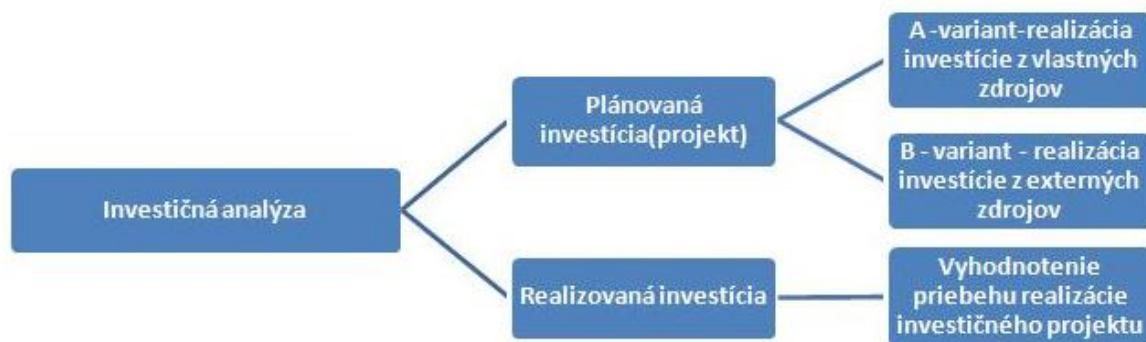 Investičná analýza
Plánovaná
investícia(projekt)
A -variant-realizácia
investície z vlastných
zdrojov
B - variant - realizácia
investície z externých
zdrojov
Realizovaná investícia
Vyhodnotenie
priebehu realizácie
investičného projektu